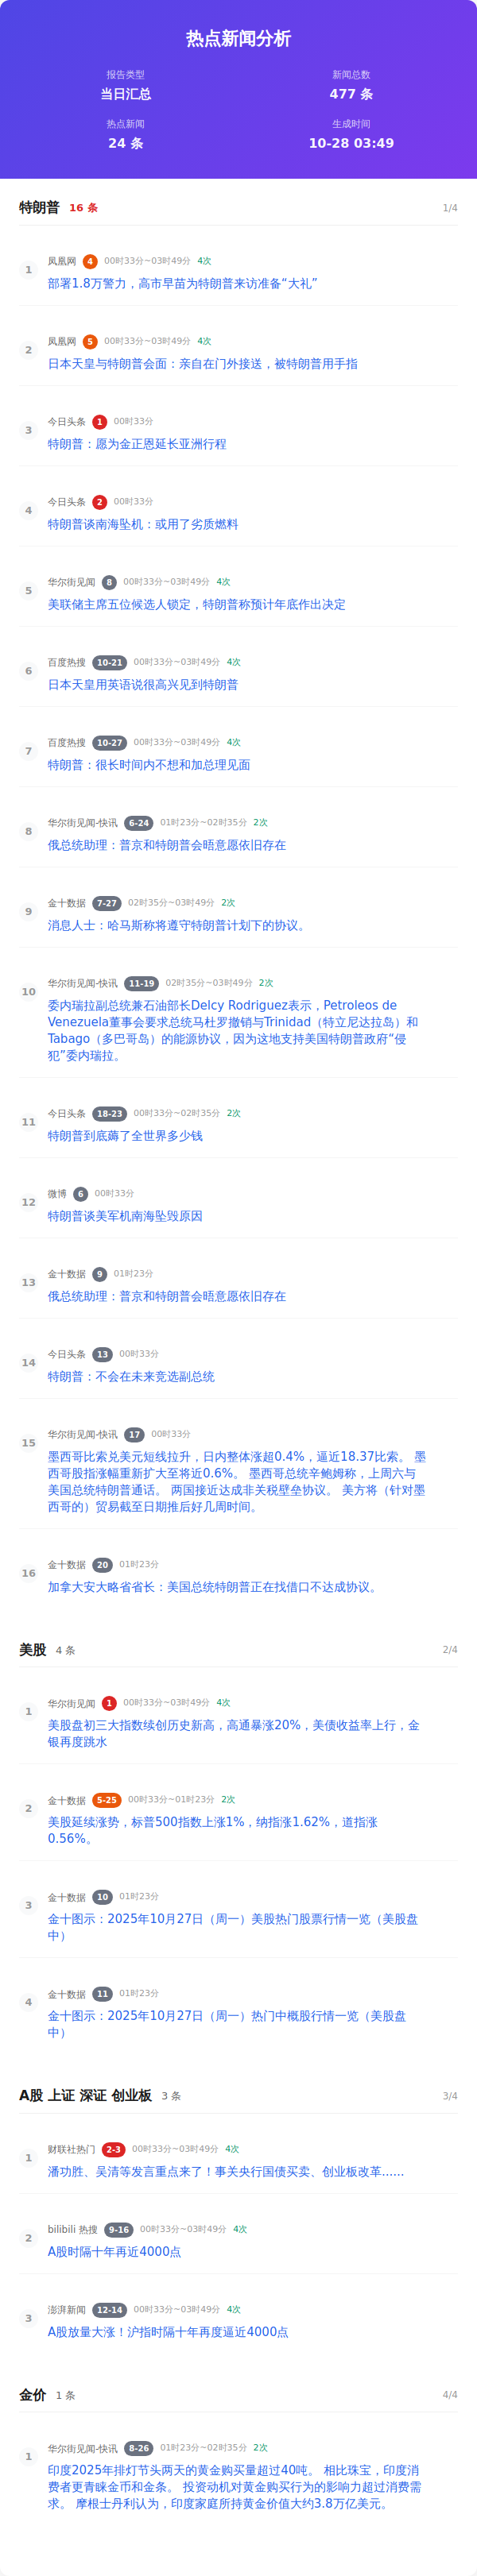 热点新闻分析
报告类型
新闻总数
当日汇总
477 条
热点新闻
生成时间
24 条
10-28 03:49
特朗普 16 条 1/4
1
凤凰网 4 00时33分~03时49分 4次
部署1.8万警力，高市早苗为特朗普来访准备“大礼”
2
凤凰网 5 00时33分~03时49分 4次
日本天皇与特朗普会面：亲自在门外接送，被特朗普用手指
3
今日头条 1 00时33分
特朗普：愿为金正恩延长亚洲行程
4
今日头条 2 00时33分
特朗普谈南海坠机：或用了劣质燃料
5
华尔街见闻 8 00时33分~03时49分 4次
美联储主席五位候选人锁定，特朗普称预计年底作出决定
6
百度热搜 10-21 00时33分~03时49分 4次
日本天皇用英语说很高兴见到特朗普
7
百度热搜 10-27 00时33分~03时49分 4次
特朗普：很长时间内不想和加总理见面
8
华尔街见闻-快讯 6-24 01时23分~02时35分 2次
俄总统助理：普京和特朗普会晤意愿依旧存在
9
金十数据 7-27 02时35分~03时49分 2次
消息人士：哈马斯称将遵守特朗普计划下的协议。
10
华尔街见闻-快讯 11-19 02时35分~03时49分 2次
委内瑞拉副总统兼石油部长Delcy Rodriguez表示，Petroleos de
Venezuela董事会要求总统马杜罗撤销与Trinidad（特立尼达拉岛）和
Tabago（多巴哥岛）的能源协议，因为这地支持美国特朗普政府“侵
犯”委内瑞拉。
11
今日头条 18-23 00时33分~02时35分 2次
特朗普到底薅了全世界多少钱
12
微博 6 00时33分
特朗普谈美军机南海坠毁原因
13
金十数据 9 01时23分
俄总统助理：普京和特朗普会晤意愿依旧存在
14
今日头条 13 00时33分
特朗普：不会在未来竞选副总统
15
华尔街见闻-快讯 17 00时33分
墨西哥比索兑美元短线拉升，日内整体涨超0.4%，逼近18.37比索。 墨
西哥股指涨幅重新扩大至将近0.6%。 墨西哥总统辛鲍姆称，上周六与
美国总统特朗普通话。 两国接近达成非关税壁垒协议。 美方将（针对墨
西哥的）贸易截至日期推后好几周时间。
16
金十数据 20 01时23分
加拿大安大略省省长：美国总统特朗普正在找借口不达成协议。
美股 4 条 2/4
1
华尔街见闻 1 00时33分~03时49分 4次
美股盘初三大指数续创历史新高，高通暴涨20%，美债收益率上行，金
银再度跳水
2
金十数据 5-25 00时33分~01时23分 2次
美股延续涨势，标普500指数上涨1%，纳指涨1.62%，道指涨
0.56%。
3
金十数据 10 01时23分
金十图示：2025年10月27日（周一）美股热门股票行情一览（美股盘
中）
4
金十数据 11 01时23分
金十图示：2025年10月27日（周一）热门中概股行情一览（美股盘
中）
A股 上证 深证 创业板 3 条 3/4
1
财联社热门 2-3 00时33分~03时49分 4次
潘功胜、吴清等发言重点来了！事关央行国债买卖、创业板改革......
2
bilibili 热搜 9-16 00时33分~03时49分 4次
A股时隔十年再近4000点
3
澎湃新闻 12-14 00时33分~03时49分 4次
A股放量大涨！沪指时隔十年再度逼近4000点
金价 1 条 4/4
1
华尔街见闻-快讯 8-26 01时23分~02时35分 2次
印度2025年排灯节头两天的黄金购买量超过40吨。 相比珠宝，印度消
费者更青睐金币和金条。 投资动机对黄金购买行为的影响力超过消费需
求。 摩根士丹利认为，印度家庭所持黄金价值大约3.8万亿美元。